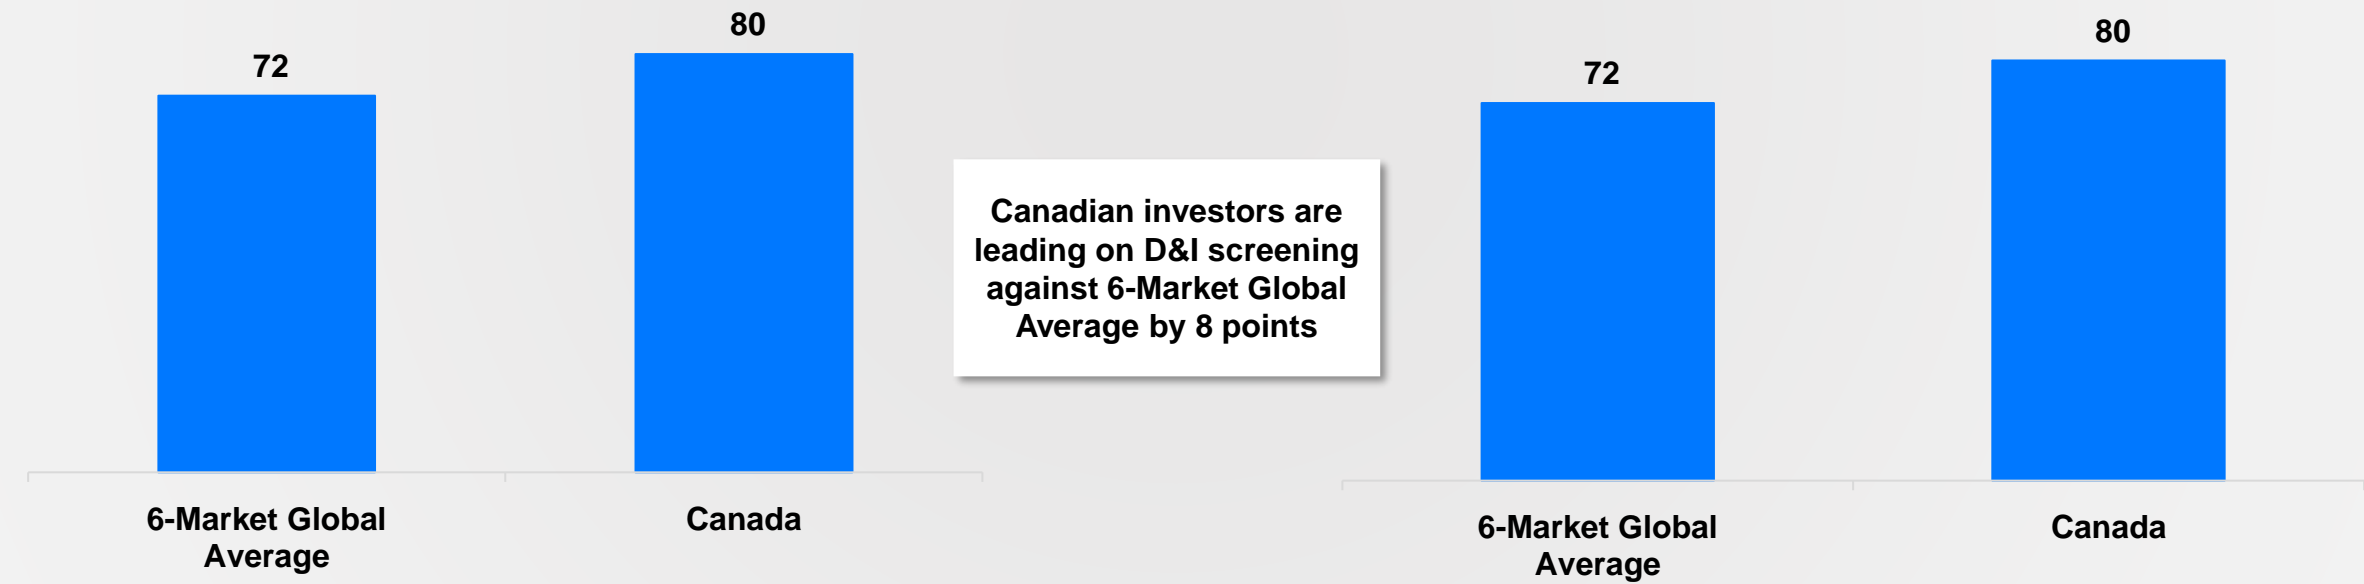 72
80
6-Market Global
Average
Canada
Canadian investors are
leading on D&I screening
against 6-Market Global
Average by 8 points
72
80
6-Market Global
Average
Canada